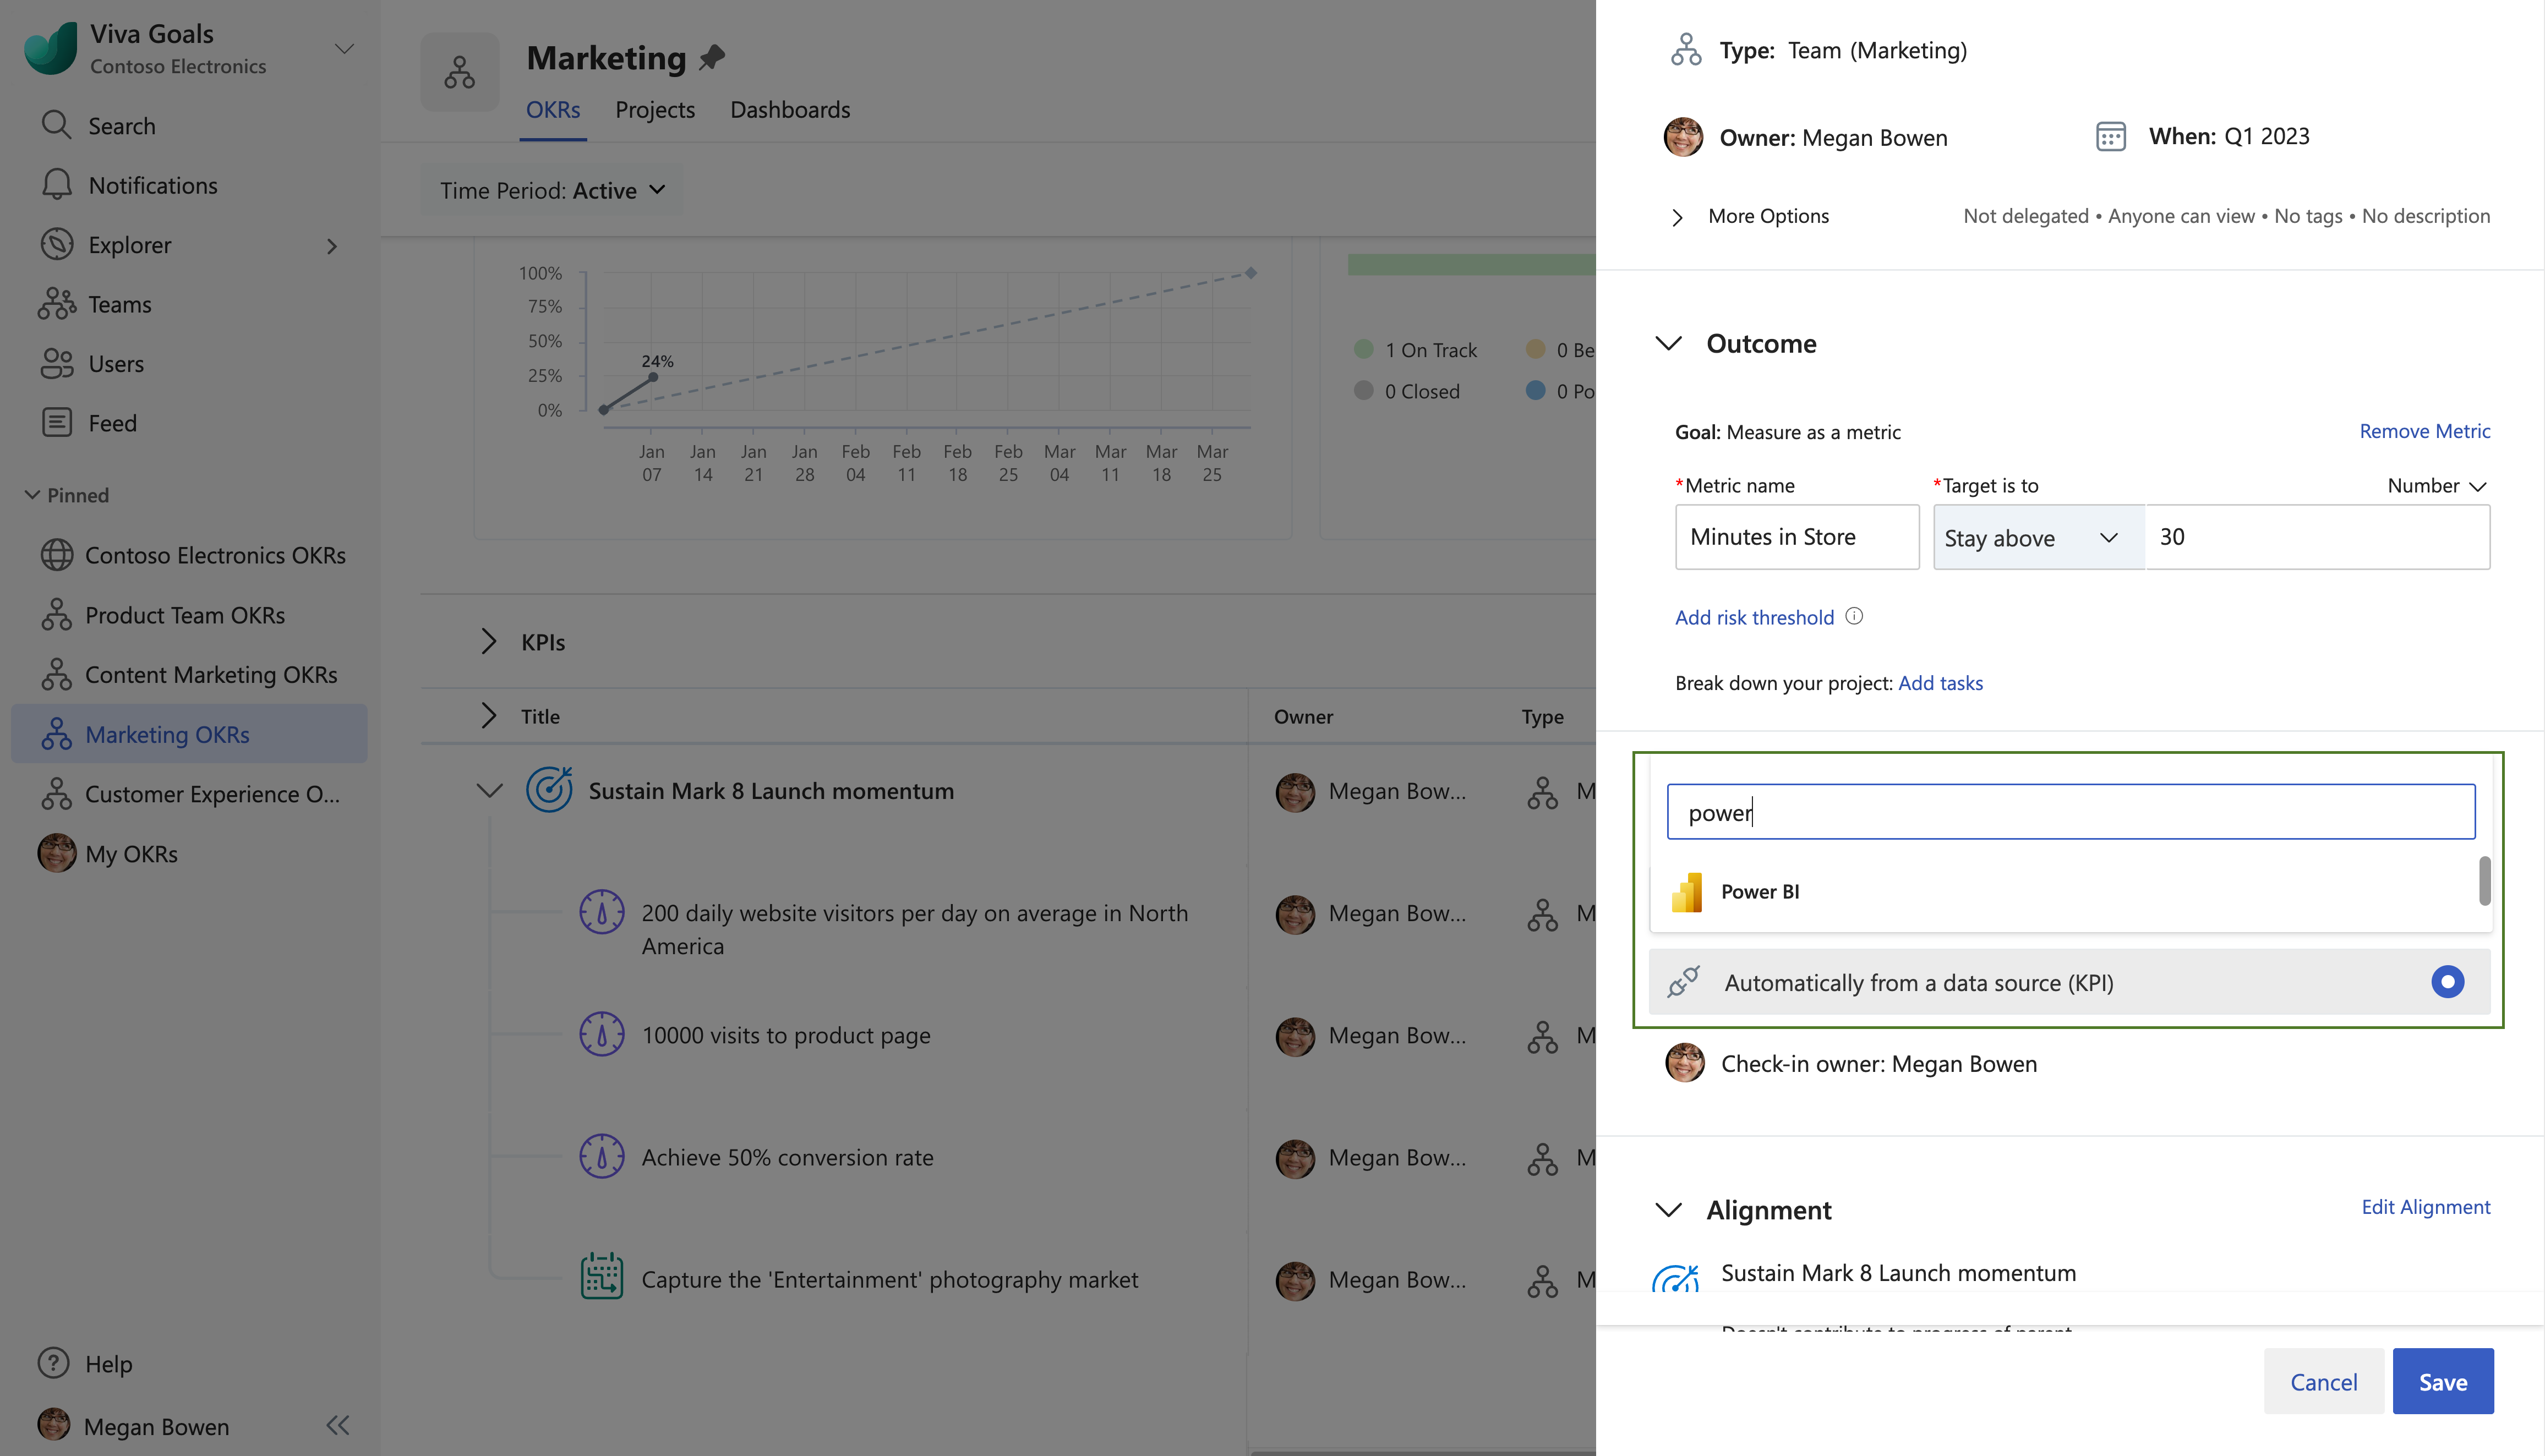 Viva Goals
Contoso Electronics
Search
Notifications
Explorer
Teams
Users
Feed
Pinned
Contoso Electronics OKRs
Product Team OKRs
Content Marketing OKRs
Marketing OKRs
Customer Experience O...
My OKRs
Help
Megan Bowen
Marketing
OKRs Projects Dashboards
Time Period: Active
100%
75%
50%
25%
0%
24%
Jan 07
Jan 14
Jan 21
Jan 28
Feb 04
Feb 11
Feb 18
Feb 25
Mar 04
Mar 11
Mar 18
Mar 25
1 On Track
0 Be
0 Closed
0 Po
KPIs
Title Owner Type
Sustain Mark 8 Launch momentum Megan Bow... M
200 daily website visitors per day on average in North Megan Bow... M
America
10000 visits to product page Megan Bow... M
Achieve 50% conversion rate Megan Bow... M
Capture the 'Entertainment' photography market Megan Bow... M
Type: Team (Marketing)
Owner: Megan Bowen When: Q1 2023
More Options Not delegated • Anyone can view • No tags • No description
Outcome
Goal: Measure as a metric Remove Metric
*Metric name *Target is to Number
Minutes in Store Stay above 30
Add risk threshold
Break down your project: Add tasks
power
Power BI
Automatically from a data source (KPI)
Check-in owner: Megan Bowen
Alignment Edit Alignment
Sustain Mark 8 Launch momentum
Doesn't contribute to progress of parent
Cancel Save